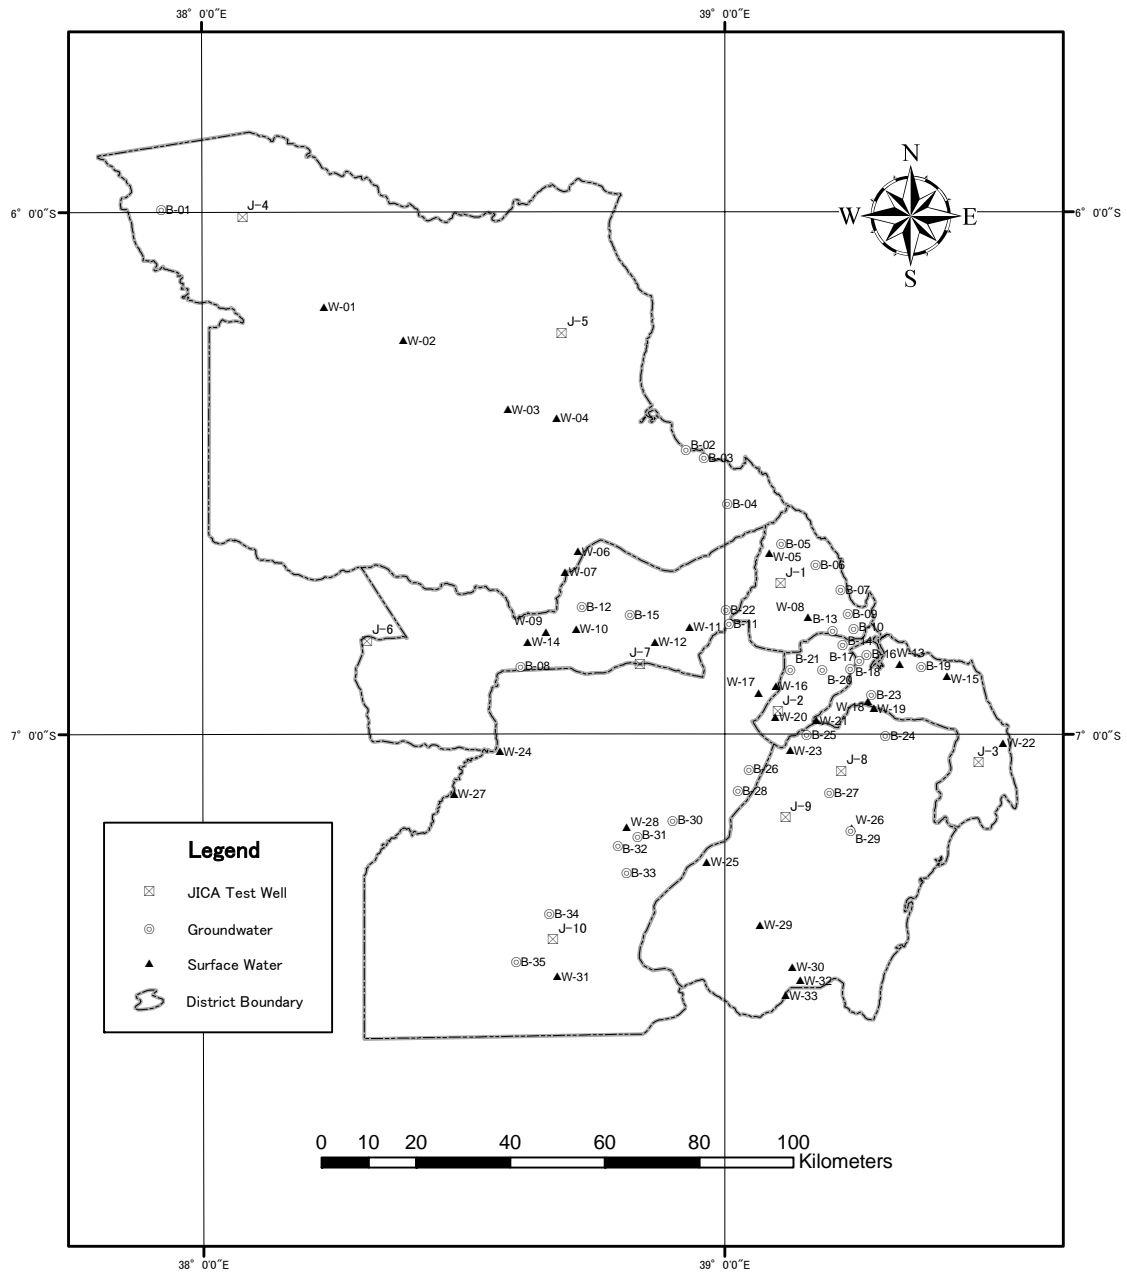 38° 0′0″E
39° 0′0″E
N
W
E
S
6° 0′0″S
6° 0′0″S
B-01
J-4
W-01
J-5
W-02
W-03
W-04
B-02
B-03
B-04
B-05
W-06
W-05
B-06
W-07
J-1
B-07
B-12
B-22
W-08
B-09
B-15
B-13
W-09
W-10
W-11
B-11
B-10
J-6
W-14
W-12
B-14
J-7
B-21
B-17
B-16
W-13
B-08
B-20
B-18
B-19
W-15
W-17
W-16
B-23
J-2
W-18
W-19
W-20
W-21
7° 0′0″S
7° 0′0″S
B-25
B-24
W-24
W-23
W-22
J-3
B-26
J-8
W-27
B-28
B-27
J-9
B-30
W-28
W-26
B-31
B-29
B-32
W-25
B-33
B-34
W-29
J-10
B-35
W-31
W-30
W-32
W-33
Legend
JICA Test Well
Groundwater
Surface Water
District Boundary
0 10 20 40 60 80 100
Kilometers
38° 0′0″E
39° 0′0″E